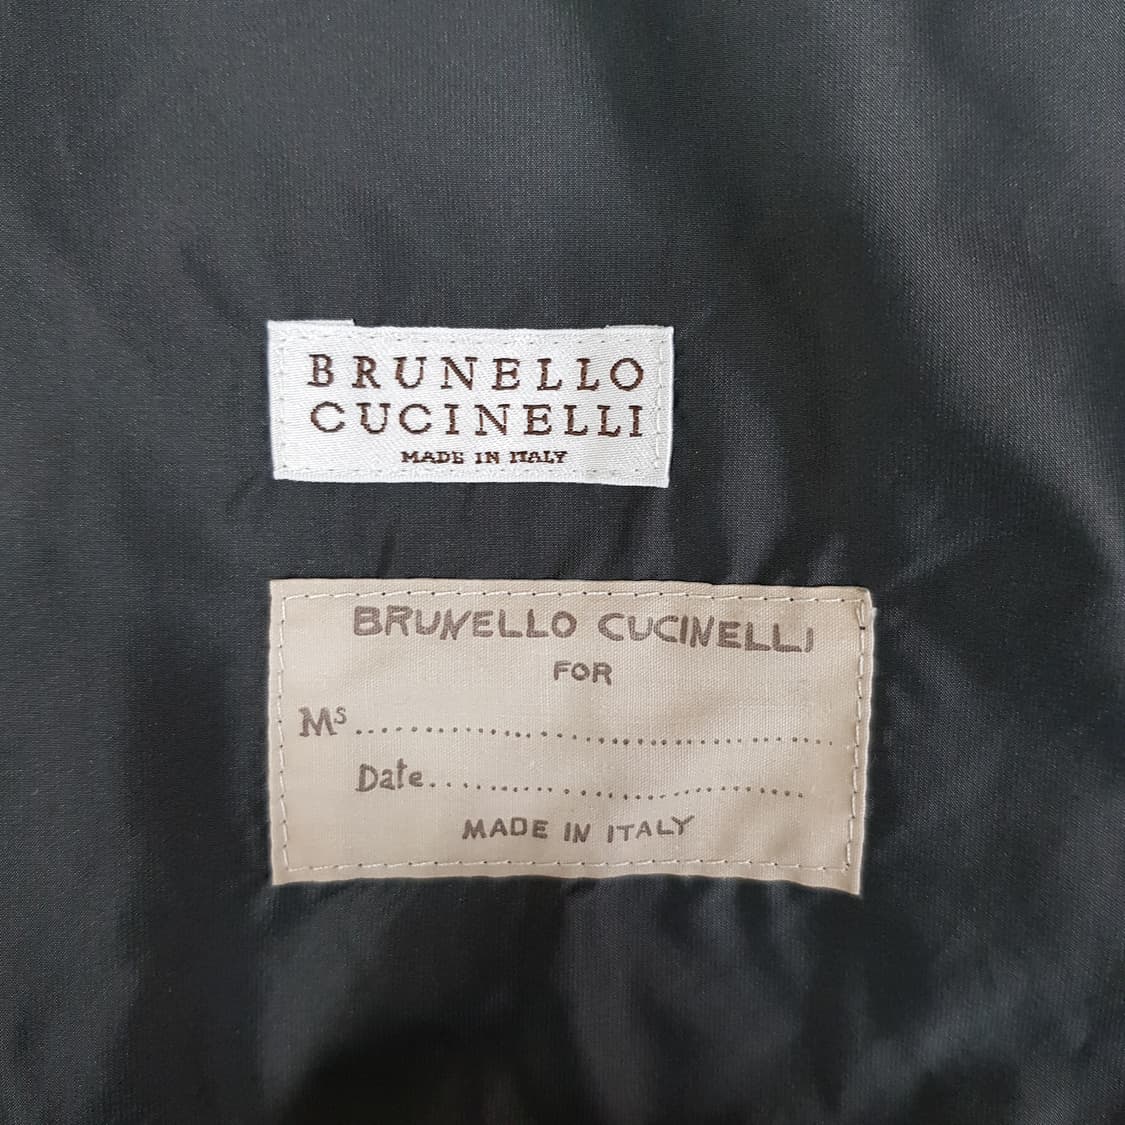 BRUNELLO
CUCINELLI
MADE IN ITALY
BRUNELLO CUCINELLI
FOR
Ms........................................
Date................................
MADE IN ITALY